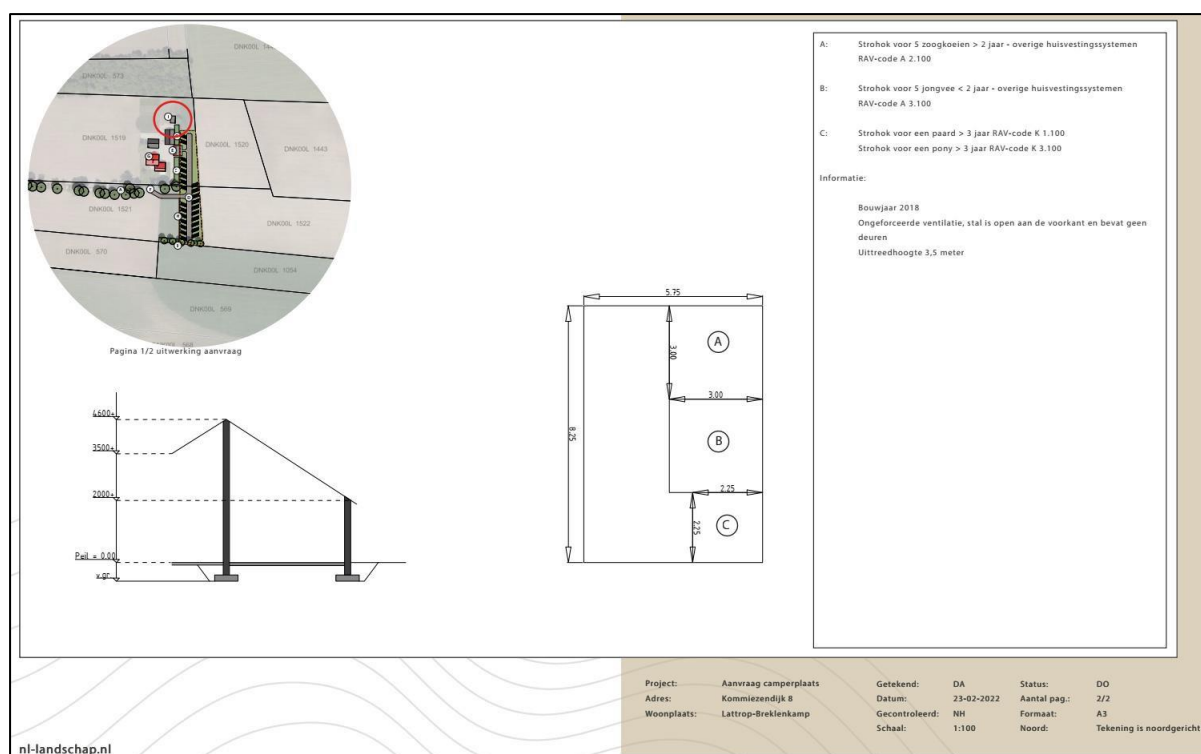 DNK00L 573
DNK00L 1519
DNK00L 1520
DNK00L 1443
DNK00L 1521
DNK00L 1522
DNK00L 570
DNK00L 1054
DNK00L 569
DNK00L 568
Pagina 1/2 uitwerking aanvraag
4600+
3500+
2000+
Peil = 0.00
v.gr
5.75
8.25
3.00
3.00
2.25
2.25
A
B
C
A: Strohok voor 5 zoogkoeien > 2 jaar - overige huisvestingssystemen
RAV-code A 2.100
B: Strohok voor 5 jongvee < 2 jaar - overige huisvestingssystemen
RAV-code A 3.100
C: Strohok voor een paard > 3 jaar RAV-code K 1.100
Strohok voor een pony > 3 jaar RAV-code K 3.100
Informatie:
Bouwjaar 2018
Ongeforceerde ventilatie, stal is open aan de voorkant en bevat geen
deuren
Uittreedhoogte 3,5 meter
Project: Aanvraag camperplaats Getekend: DA Status: DO
Adres: Kommiezendijk 8 Datum: 23-02-2022 Aantal pag.: 2/2
Woonplaats: Lattrop-Breklenkamp Gecontroleerd: NH Formaat: A3
Schaal: 1:100 Noord: Tekening is noordgericht
nl-landschap.nl